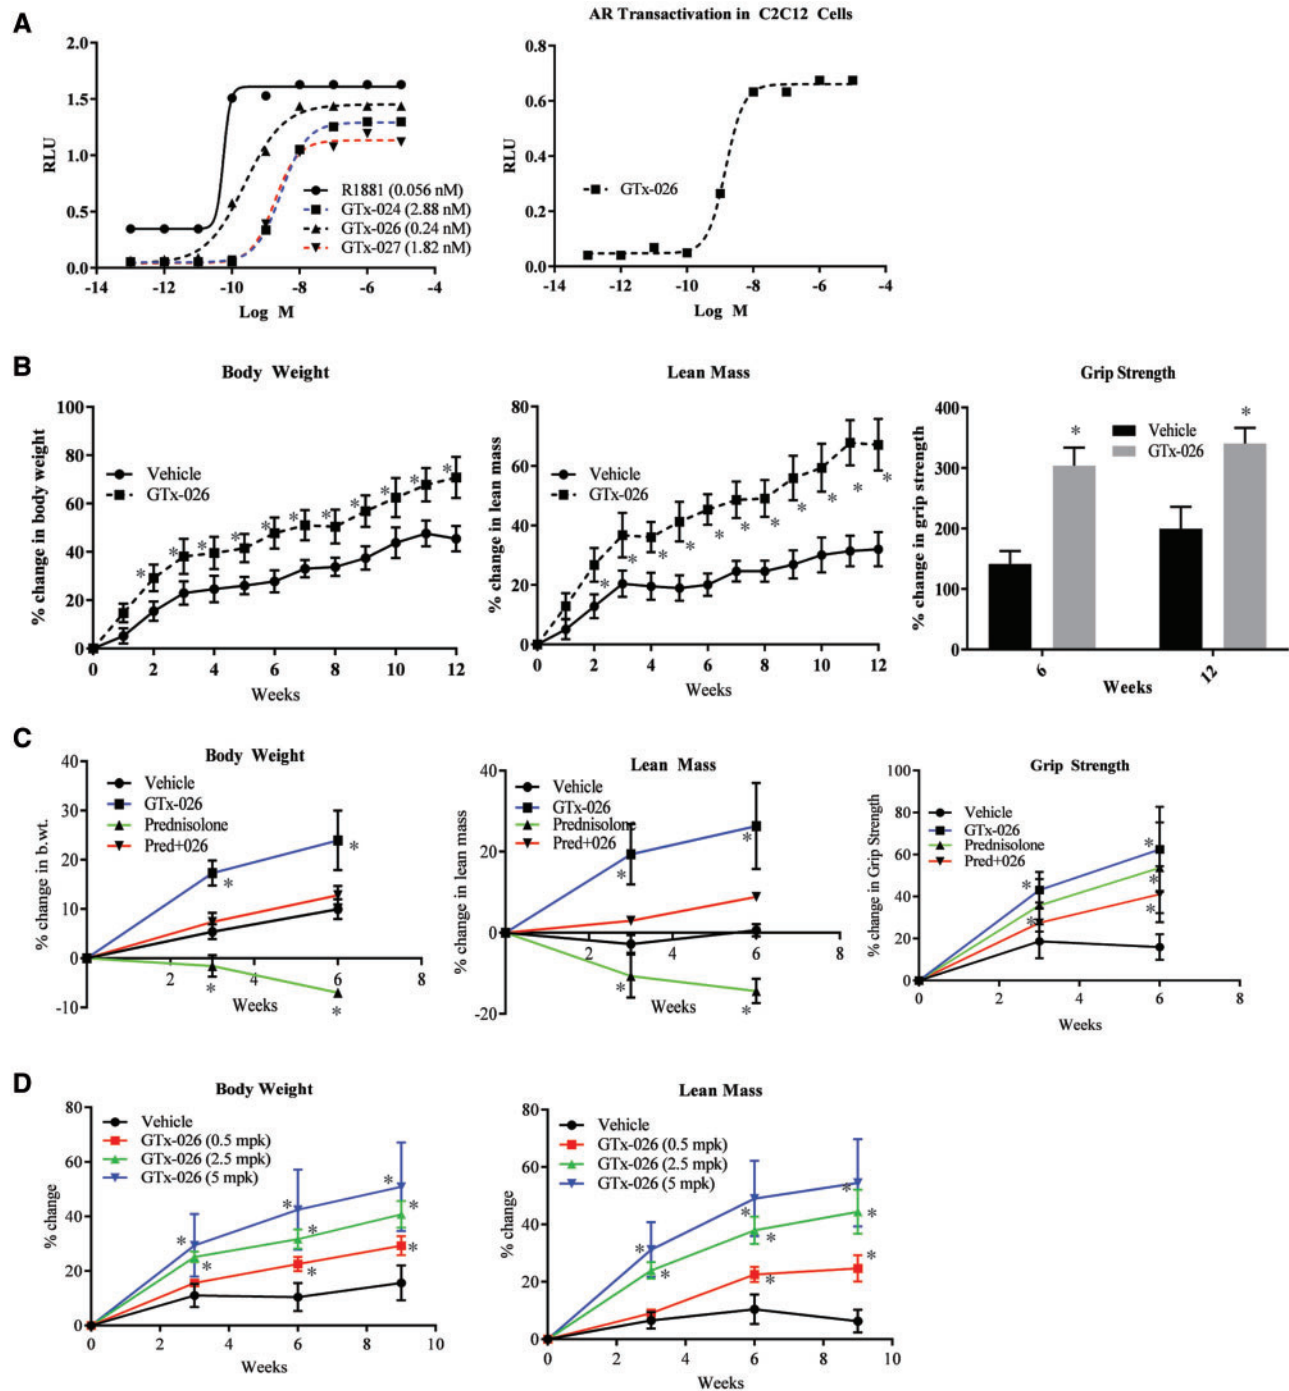 A
AR Transactivation in C2C12 Cells
2.0
1.5
1.0
0.5
0.0
RLU
R1881 (0.056 nM)
GTx-024 (2.88 nM)
GTx-026 (0.24 nM)
GTx-027 (1.82 nM)
-14 -12 -10 -8 -6 -4
Log M
0.8
0.6
0.4
0.2
0.0
RLU
GTx-026
-14 -12 -10 -8 -6 -4
Log M
B
Body Weight
100
80
60
40
20
0
% change in body weight
Vehicle
GTx-026
* * * * * * * * * * *
0 2 4 6 8 10 12
Weeks
Lean Mass
80
60
40
20
0
% change in lean mass
Vehicle
GTx-026
* * * * * * * * * * *
0 2 4 6 8 10 12
Weeks
Grip Strength
400
300
200
100
0
% change in grip strength
Vehicle
GTx-026
* *
6 12
Weeks
C
Body Weight
40
30
20
10
0
-10
% change in b.wt.
Vehicle
GTx-026
Prednisolone
Pred+026
* * * *
2 4 6 8
Weeks
Lean Mass
40
20
0
-20
% change in lean mass
Vehicle
GTx-026
Prednisolone
Pred+026
* * * *
2 4 6 8
Weeks
Grip Strength
100
80
60
40
20
0
% change in Grip Strength
Vehicle
GTx-026
Prednisolone
Pred+026
* * * * *
0 2 4 6 8
Weeks
D
Body Weight
80
60
40
20
0
% change
Vehicle
GTx-026 (0.5 mpk)
GTx-026 (2.5 mpk)
GTx-026 (5 mpk)
* * * * * * * *
0 2 4 6 8 10
Weeks
Lean Mass
80
60
40
20
0
% change
Vehicle
GTx-026 (0.5 mpk)
GTx-026 (2.5 mpk)
GTx-026 (5 mpk)
* * * * * * * *
0 2 4 6 8 10
Weeks